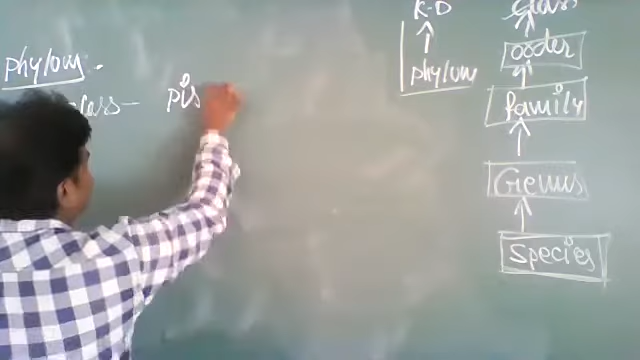 phylum.
class- pis
K-D
phylum
class
order
family
Genus
Species